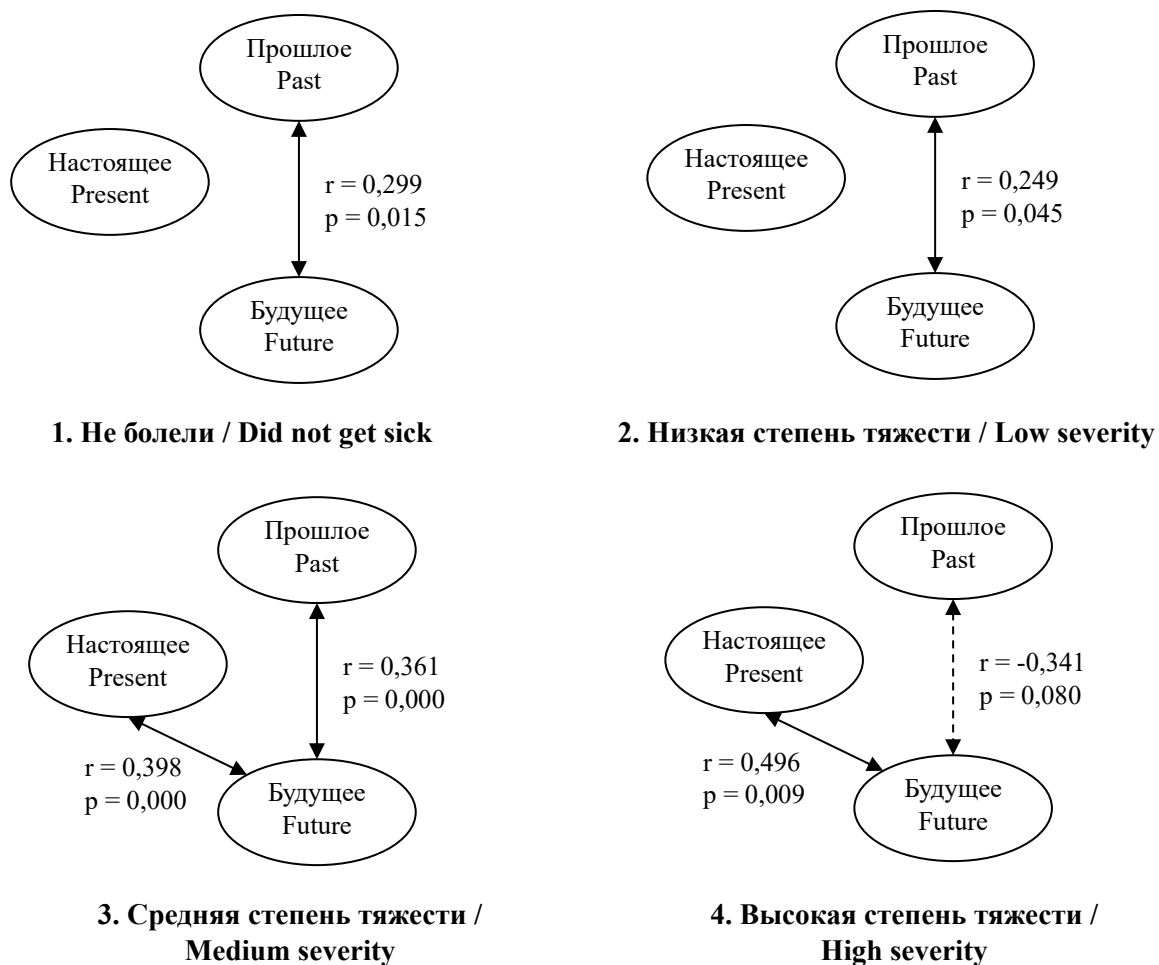 Прошлое
Past
Настоящее
Present
r = 0,299
p = 0,015
Будущее
Future
1. Не болели / Did not get sick
Прошлое
Past
Настоящее
Present
r = 0,249
p = 0,045
Будущее
Future
2. Низкая степень тяжести / Low severity
Прошлое
Past
Настоящее
Present
r = 0,361
p = 0,000
r = 0,398
p = 0,000
Будущее
Future
3. Средняя степень тяжести /
Medium severity
Прошлое
Past
Настоящее
Present
r = -0,341
p = 0,080
r = 0,496
p = 0,009
Будущее
Future
4. Высокая степень тяжести /
High severity